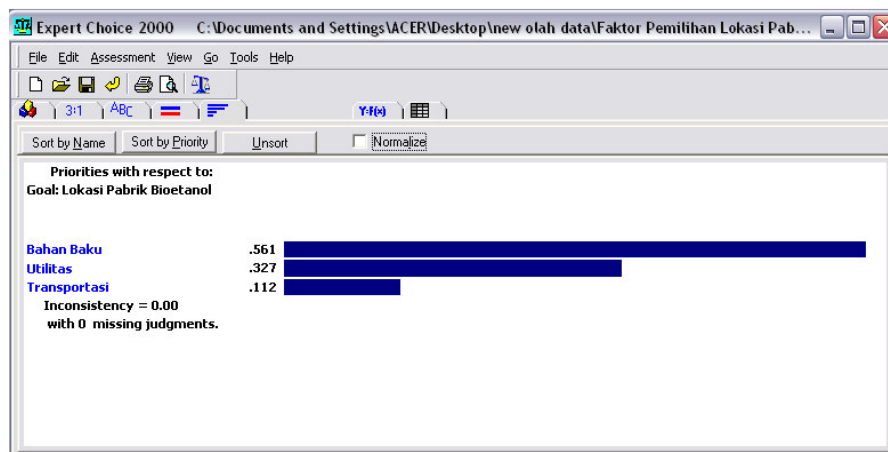 Expert Choice 2000 C:\Documents and Settings\ACER\Desktop\new olah data\Faktor Pemilihan Lokasi Pab...
File Edit Assessment View Go Tools Help
3:1 ABC Y:F(x)
Sort by Name Sort by Priority Unsort Normalize
Priorities with respect to:
Goal: Lokasi Pabrik Bioetanol
Bahan Baku .561
Utilitas .327
Transportasi .112
Inconsistency = 0.00
with 0 missing judgments.